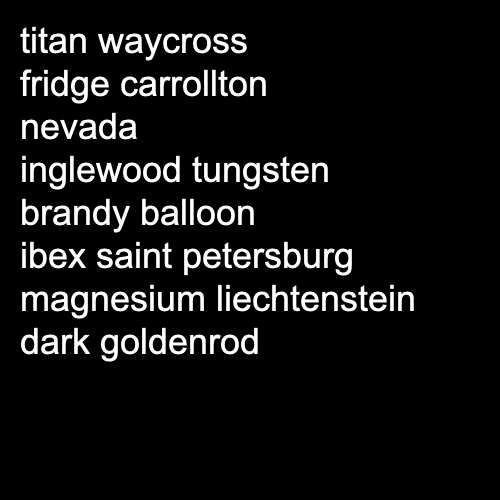 titan waycross
fridge carrollton
nevada
inglewood tungsten
brandy balloon
ibex saint petersburg
magnesium liechtenstein
dark goldenrod